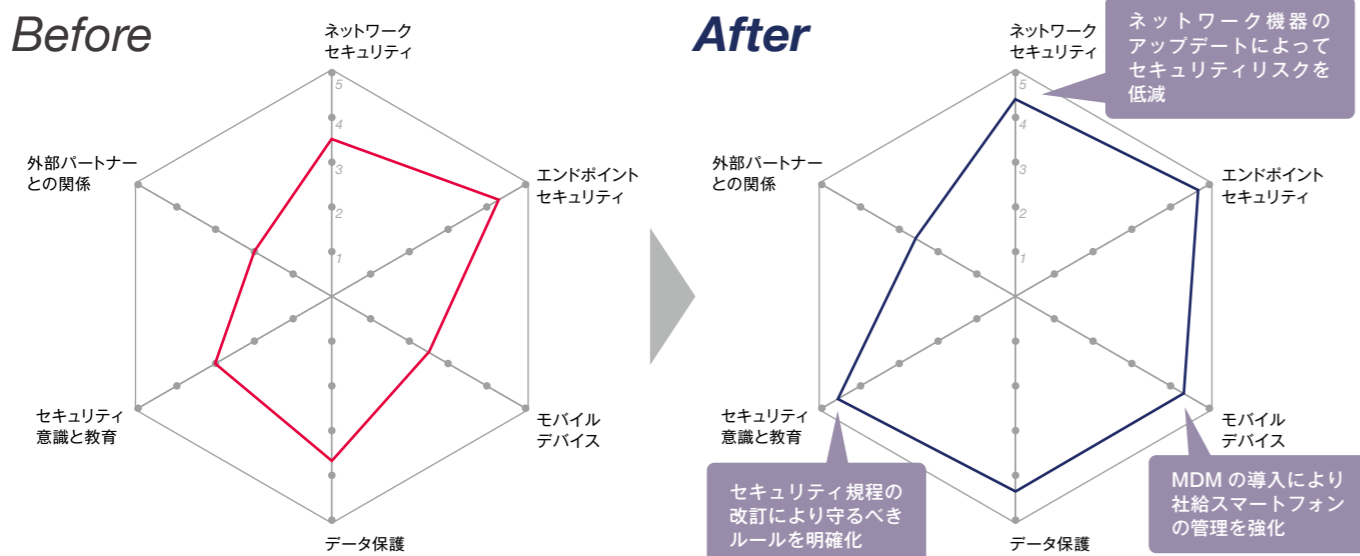 Before
ネットワーク
セキュリティ
5
4
3
2
1
外部パートナー
との関係
エンドポイント
セキュリティ
セキュリティ
意識と教育
モバイル
デバイス
データ保護
After
ネットワーク
セキュリティ
5
4
3
2
1
ネットワーク機器の
アップデートによって
セキュリティリスクを
低減
外部パートナー
との関係
エンドポイント
セキュリティ
セキュリティ
意識と教育
モバイル
デバイス
セキュリティ規程の
改訂により守るべき
ルールを明確化
MDM の導入により
社給スマートフォン
の管理を強化
データ保護